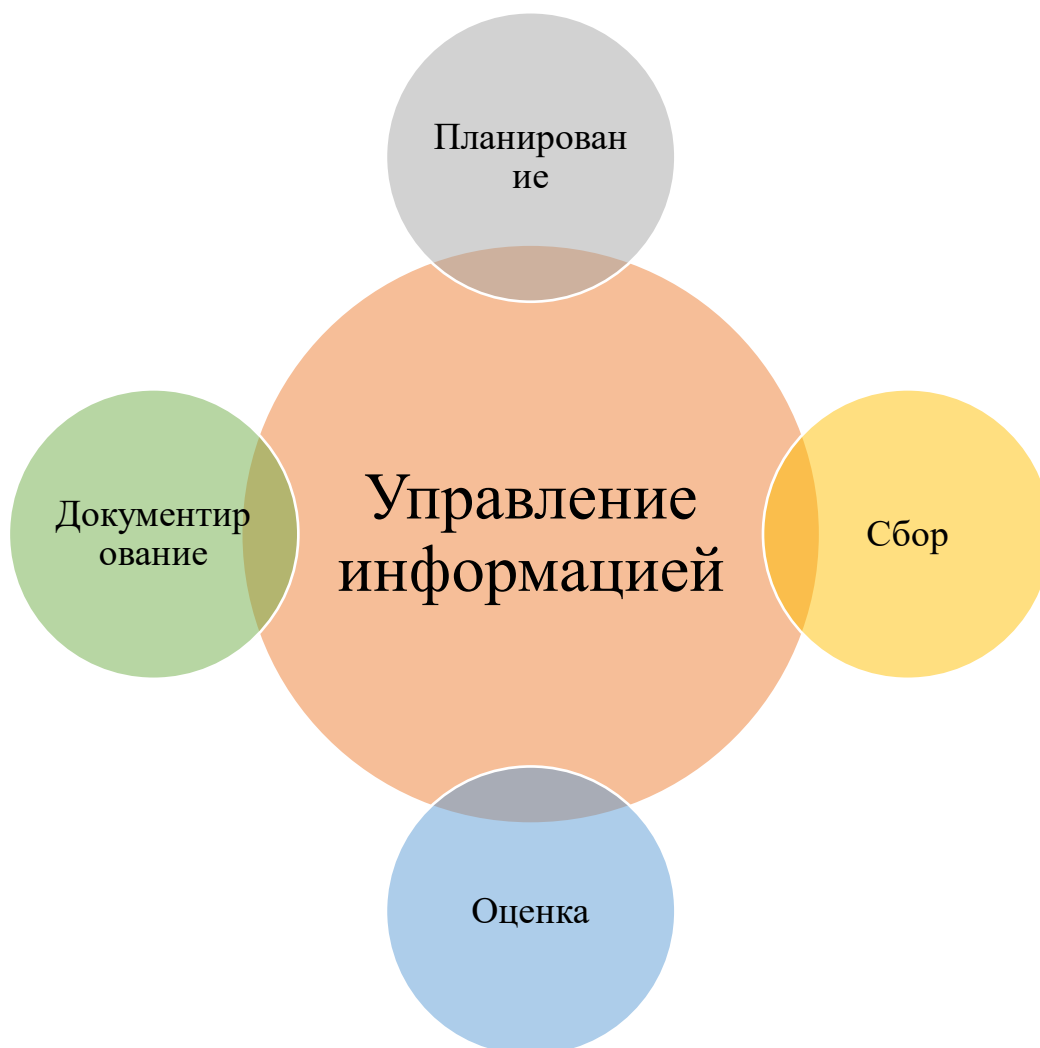 Планирован
ие
Документир
ование
Управление
информацией
Сбор
Оценка